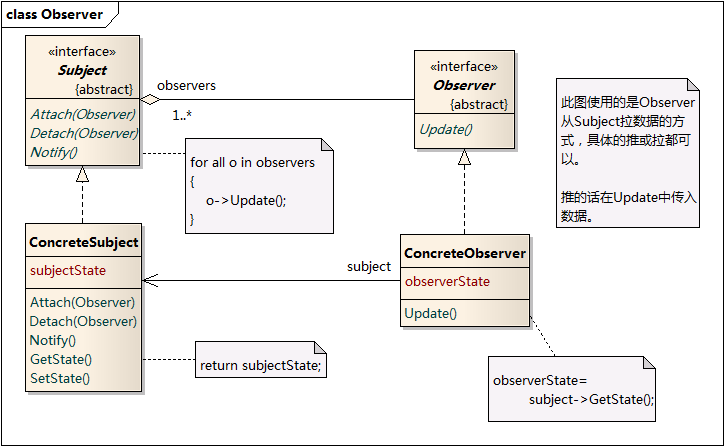 class Observer
«interface»
Subject
{abstract}
Attach(Observer)
Detach(Observer)
Notify()
observers
1..*
«interface»
Observer
{abstract}
Update()
此图使用的是Observer
从Subject拉数据的方
式，具体的推或拉都可
以。
推的话在Update中传入
数据。
for all o in observers
{
o->Update();
}
ConcreteSubject
subjectState
Attach(Observer)
Detach(Observer)
Notify()
GetState()
SetState()
subject
ConcreteObserver
observerState
Update()
return subjectState;
observerState=
subject->GetState();